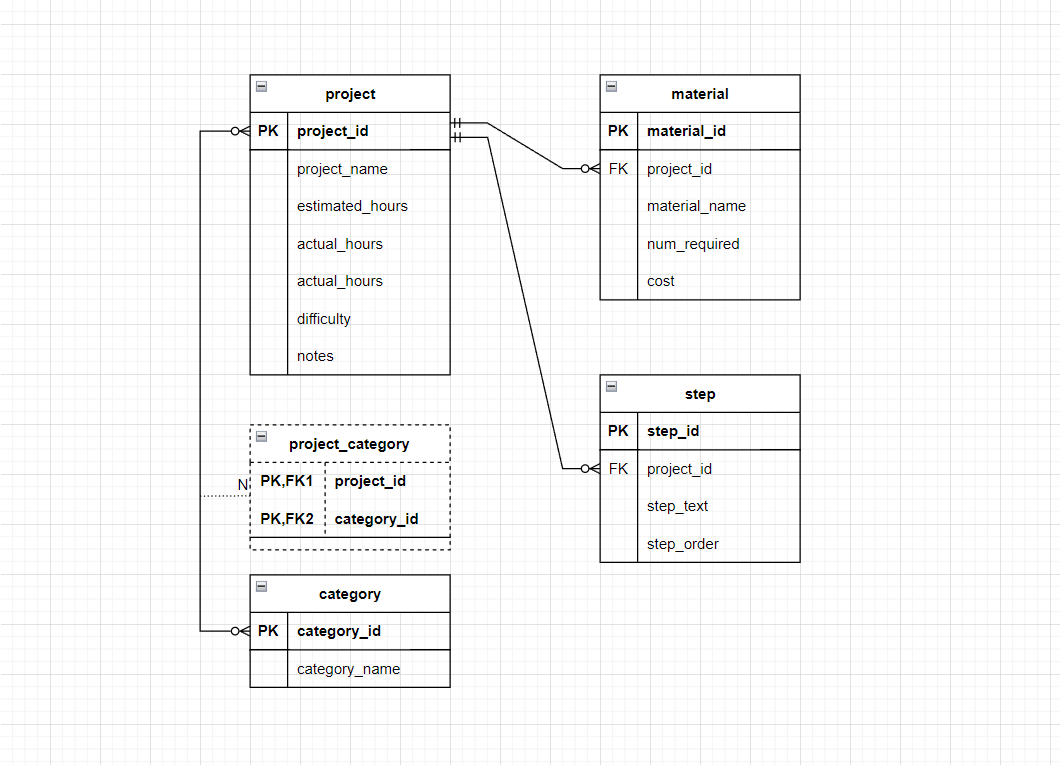 project
PK project_id
project_name
estimated_hours
actual_hours
actual_hours
difficulty
notes
material
PK material_id
FK project_id
material_name
num_required
cost
project_category
N
PK,FK1 project_id
PK,FK2 category_id
step
PK step_id
FK project_id
step_text
step_order
category
PK category_id
category_name